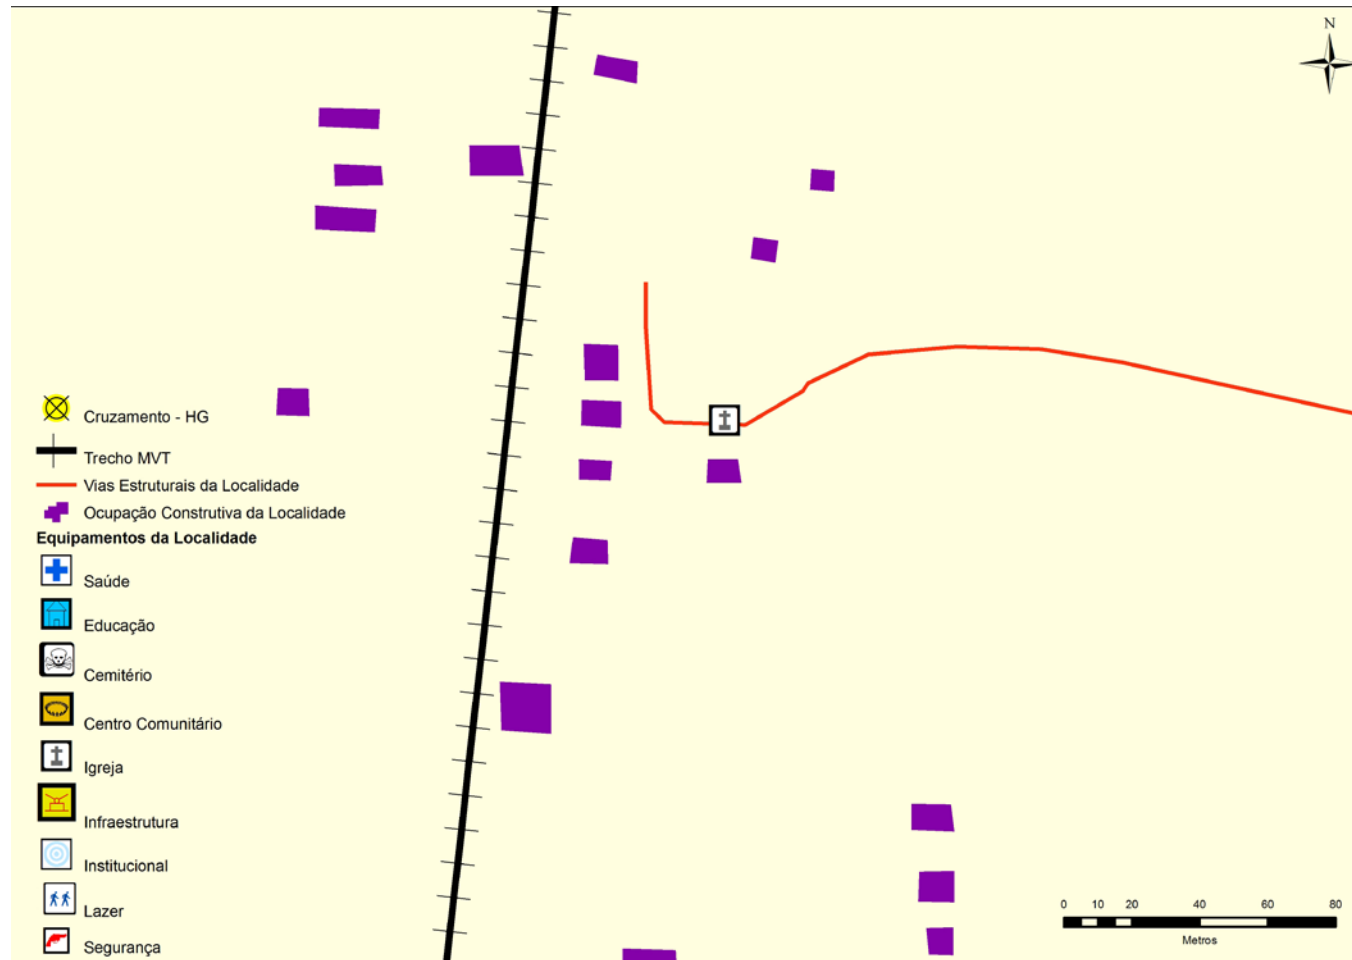 N
Cruzamento - HG
Trecho MVT
Vias Estruturais da Localidade
Ocupação Construtiva da Localidade
Equipamentos da Localidade
Saúde
Educação
Cemitério
Centro Comunitário
Igreja
Infraestrutura
Institucional
Lazer
Segurança
0 10 20 40 60 80
Metros